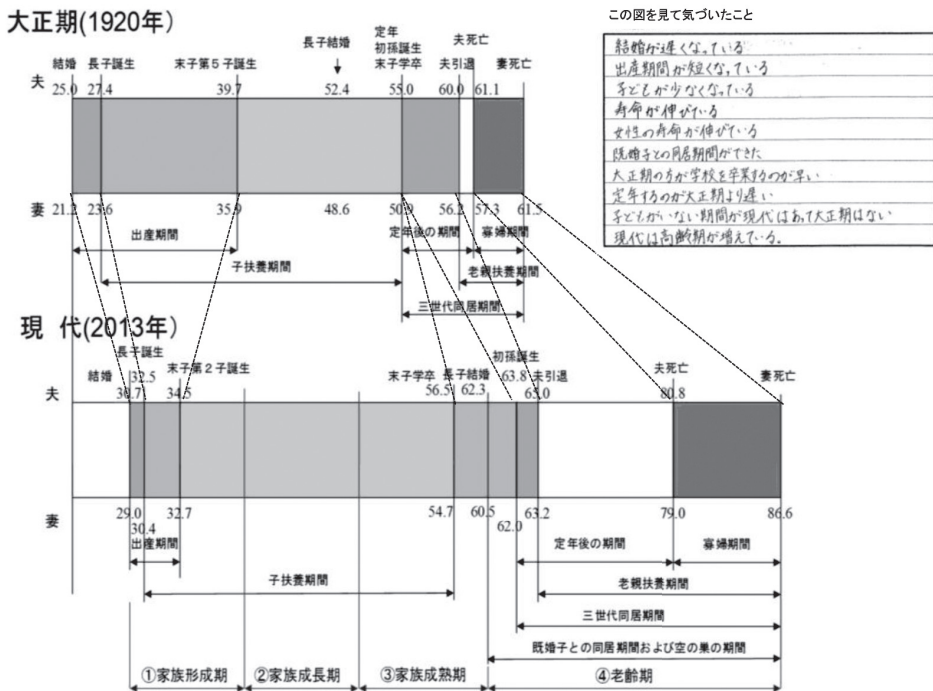 大正期(1920年)
この図を見て気づいたこと
結婚が遅くなっている
出産期間が短くなっている
子どもが少なくなっている
寿命が伸びている
女性の寿命が伸びている
既婚子との同居期間ができた
大正期の方が学校を卒業するのが早い
定年するのが大正期より遅い
子どもがいない期間が現代はあって大正期はない
現代は高齢期が増えている。
結婚 長子誕生 末子第5子誕生 長子結婚 定年 初孫誕生 末子学卒 夫引退 夫死亡 妻死亡
夫 25.0 27.4 39.7 52.4 55.0 60.0 61.1
妻 21.2 23.6 35.9 48.6 50.9 56.2 57.3 61.5
出産期間 定年後の期間 寡婦期間
子扶養期間 老親扶養期間
三世代同居期間
現 代(2013年)
結婚 長子誕生 末子第2子誕生 末子学卒 長子結婚 初孫誕生 夫引退 夫死亡 妻死亡
夫 30.7 32.5 34.5 56.5 62.3 63.8 65.0 80.8
妻 29.0 30.4 32.7 54.7 60.5 62.0 63.2 79.0 86.6
出産期間 定年後の期間 寡婦期間
子扶養期間 老親扶養期間
三世代同居期間
既婚子との同居期間および空の巣の期間
①家族形成期 ②家族成長期 ③家族成熟期 ④老齢期